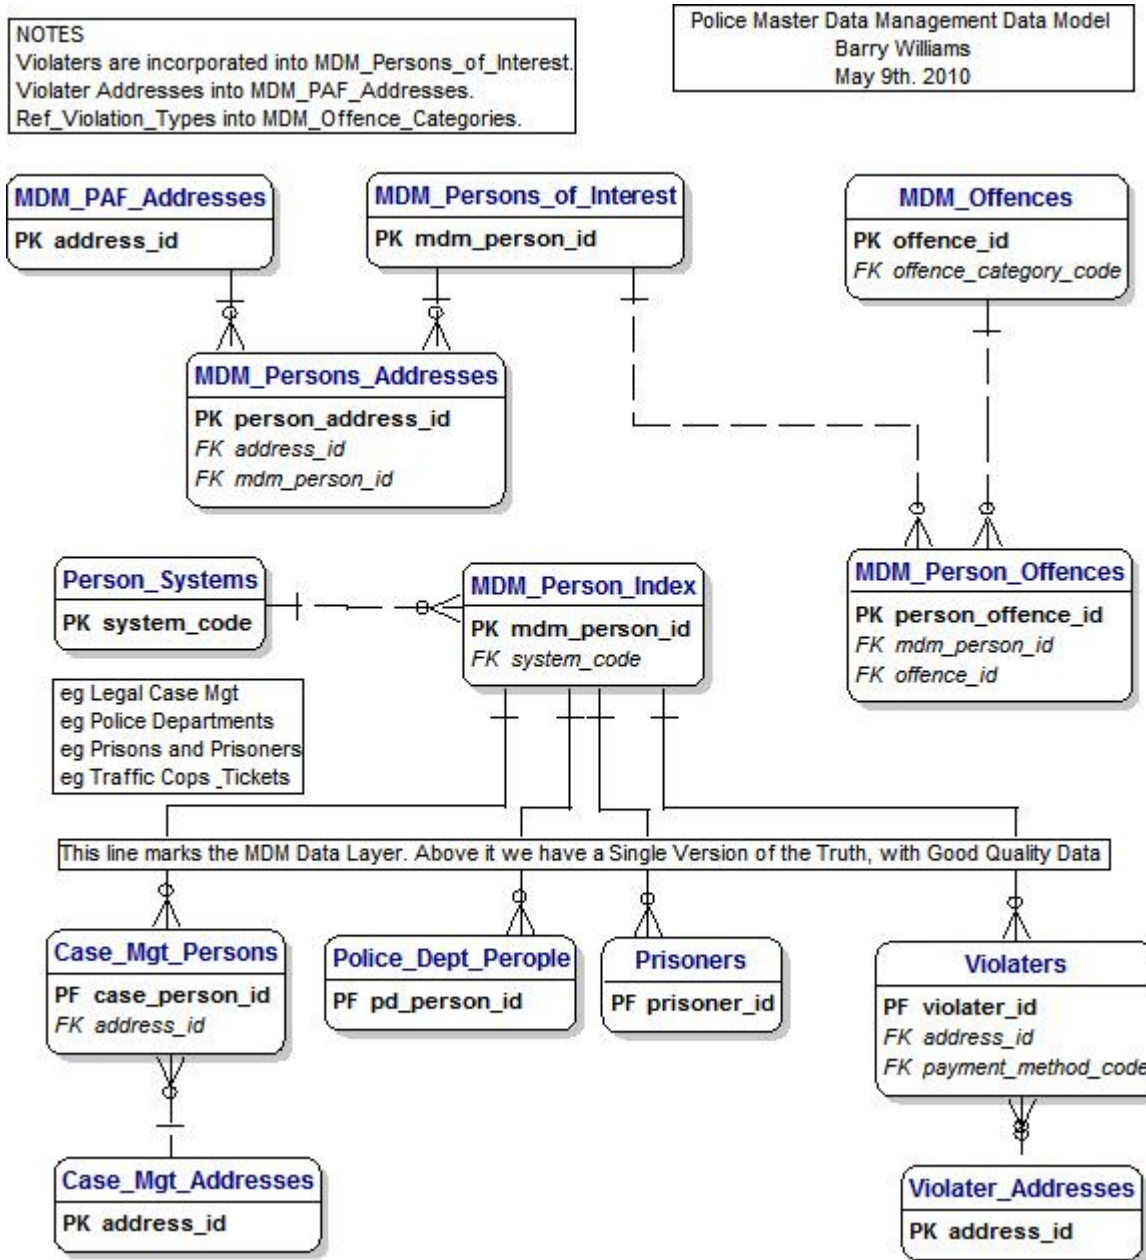 NOTES
Violaters are incorporated into MDM_Persons_of_Interest.
Violater Addresses into MDM_PAF_Addresses.
Ref_Violation_Types into MDM_Offence_Categories.
Police Master Data Management Data Model
Barry Williams
May 9th. 2010
MDM_PAF_Addresses
PK address_id
MDM_Persons_of_Interest
PK mdm_person_id
MDM_Offences
PK offence_id
FK offence_category_code
MDM_Persons_Addresses
PK person_address_id
FK address_id
FK mdm_person_id
Person_Systems
PK system_code
MDM_Person_Index
PK mdm_person_id
FK system_code
MDM_Person_Offences
PK person_offence_id
FK mdm_person_id
FK offence_id
eg Legal Case Mgt
eg Police Departments
eg Prisons and Prisoners
eg Traffic Cops _Tickets
This line marks the MDM Data Layer. Above it we have a Single Version of the Truth, with Good Quality Data
Case_Mgt_Persons
PF case_person_id
FK address_id
Police_Dept_Perople
PF pd_person_id
Prisoners
PF prisoner_id
Violaters
PF violater_id
FK address_id
FK payment_method_code
Case_Mgt_Addresses
PK address_id
Violater_Addresses
PK address_id